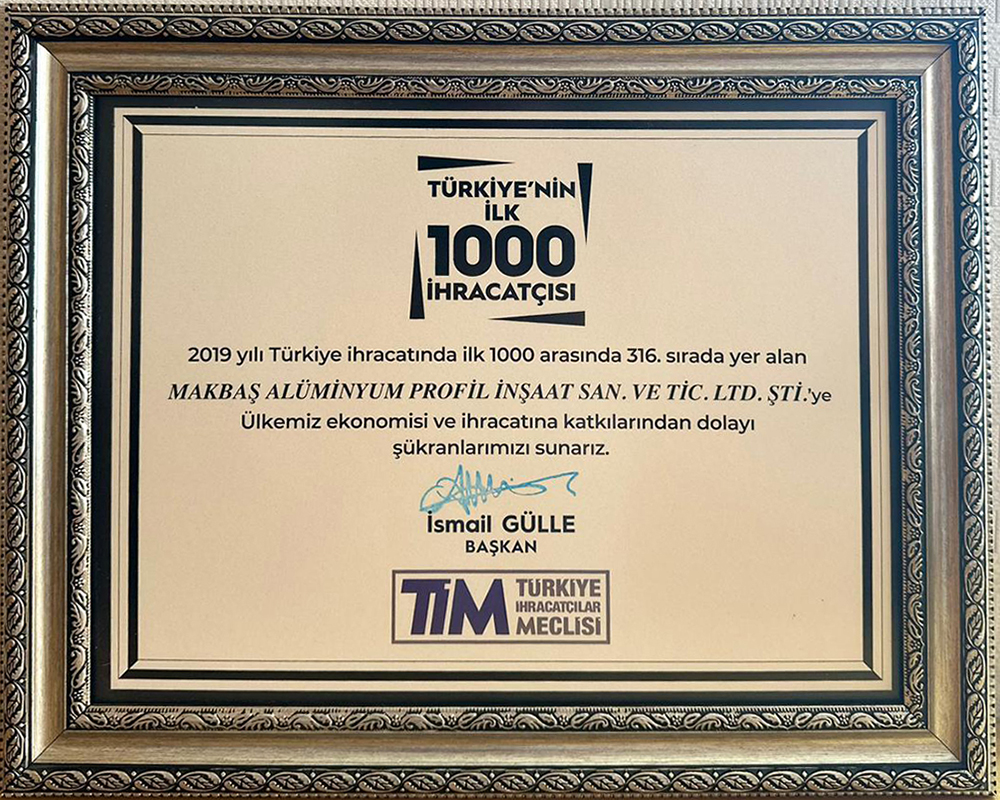 TÜRKİYE'NİN
İLK
1000
İHRACATÇISI
2019 yılı Türkiye ihracatında ilk 1000 arasında 316. sırada yer alan
MAKBAŞ ALÜMİNYUM PROFİL İNŞAAT SAN. VE TİC. LTD. ŞTİ.'ye
Ülkemiz ekonomisi ve ihracatına katkılarından dolayı
şükranlarımızı sunarız.
İsmail GÜLLE
BAŞKAN
TİM TÜRKİYE
İHRACATÇILAR
MECLİSİ